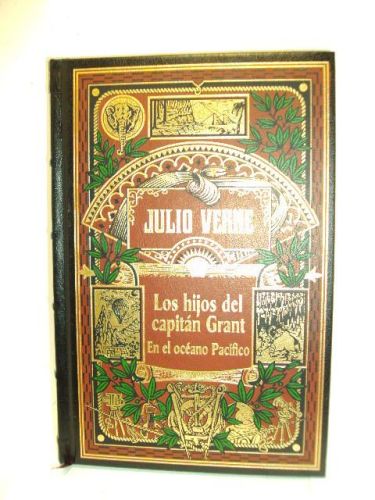 JULIO VERNE
Los hijos del
capitán Grant
En el océano Pacífico